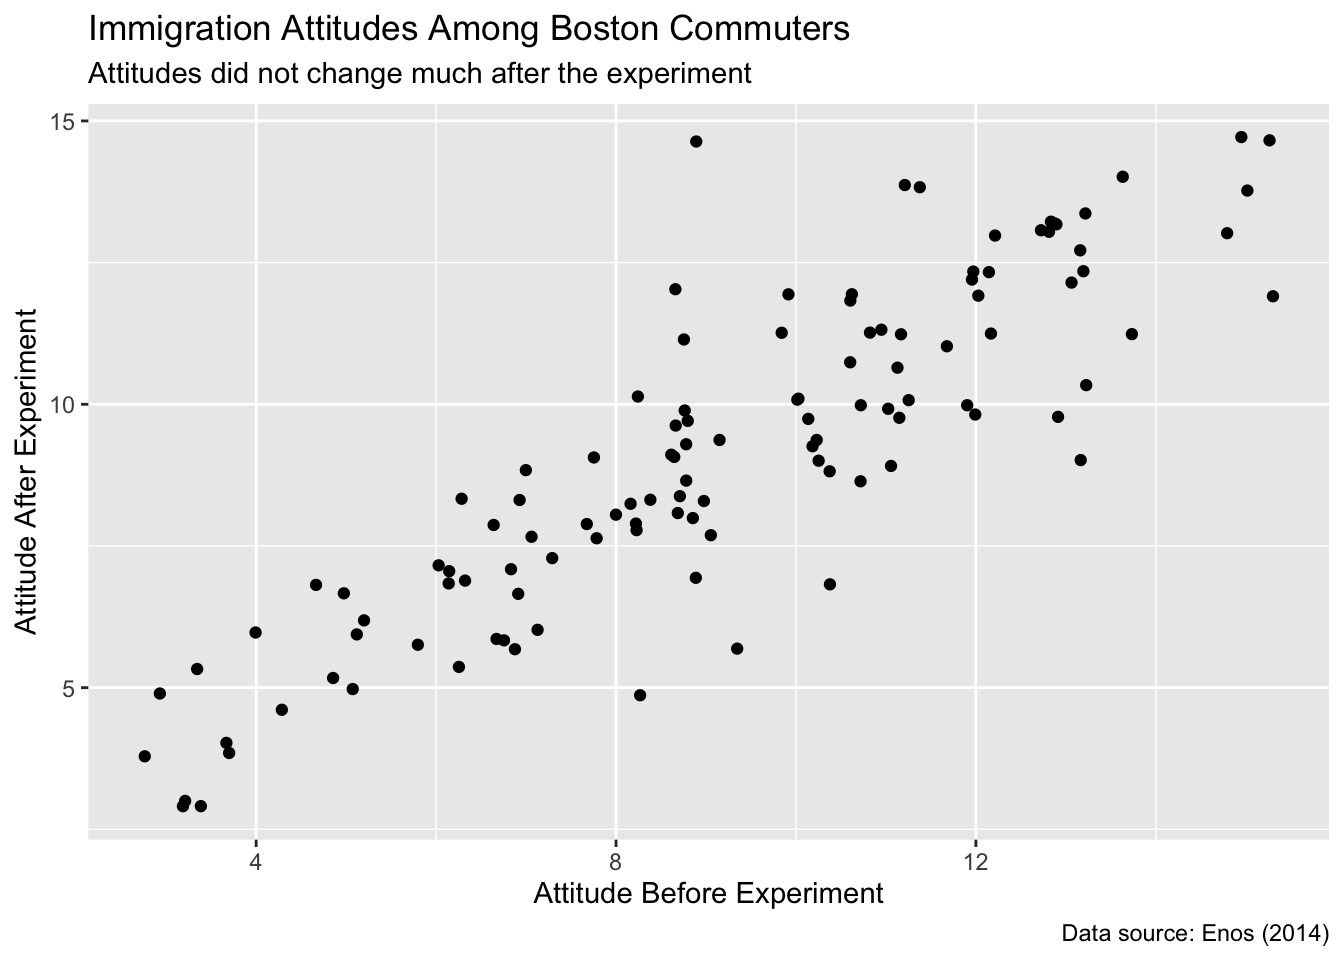 Immigration Attitudes Among Boston Commuters
Attitudes did not change much after the experiment
15
10
5
Attitude After Experiment
4
8
12
Attitude Before Experiment
Data source: Enos (2014)